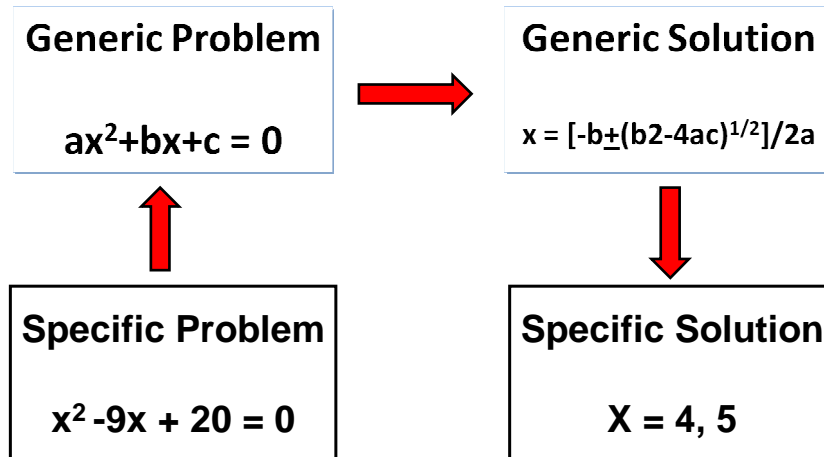 Generic Problem
ax²+bx+c = 0
Generic Solution
x = [-b±(b2-4ac)¹/²]/2a
Specific Problem
x² -9x + 20 = 0
Specific Solution
X = 4, 5